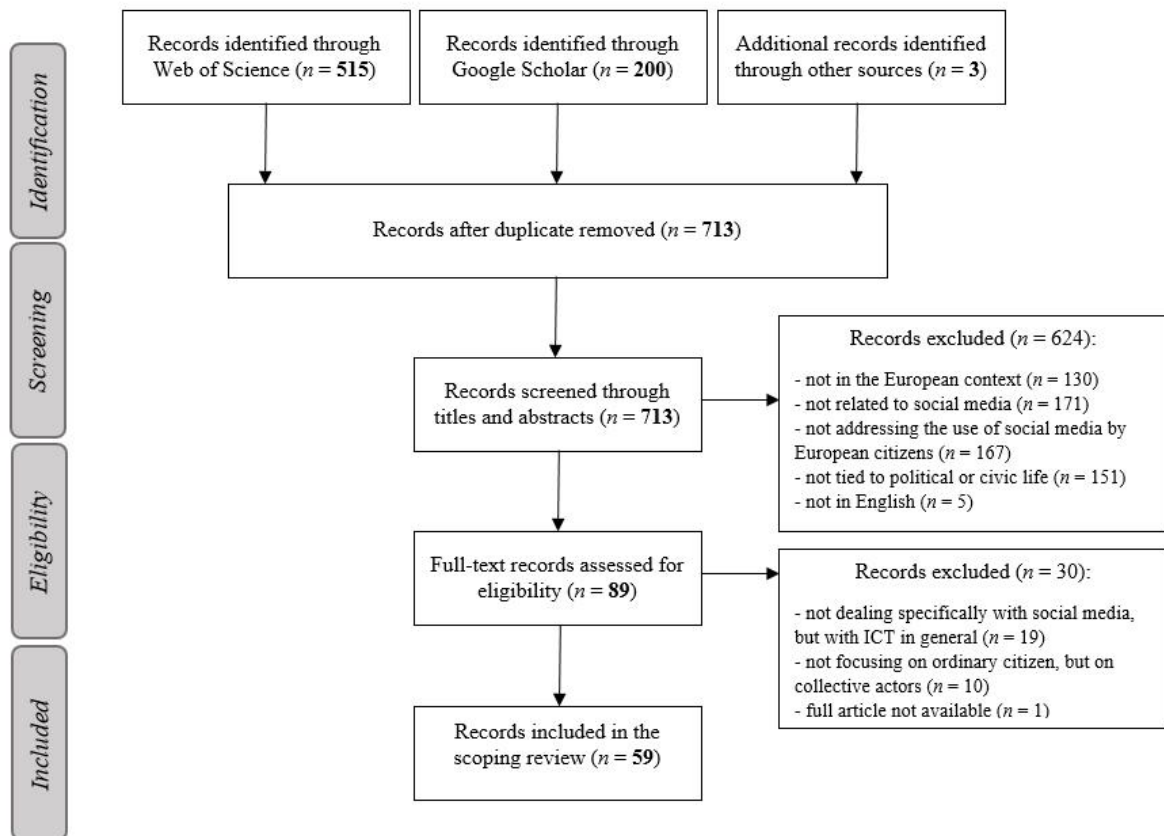 Identification
Records identified through
Web of Science (n = 515)
Records identified through
Google Scholar (n = 200)
Additional records identified
through other sources (n = 3)
Records after duplicate removed (n = 713)
Screening
Records screened through
titles and abstracts (n = 713)
Records excluded (n = 624):
- not in the European context (n = 130)
- not related to social media (n = 171)
- not addressing the use of social media by
European citizens (n = 167)
- not tied to political or civic life (n = 151)
- not in English (n = 5)
Eligibility
Full-text records assessed for
eligibility (n = 89)
Records excluded (n = 30):
- not dealing specifically with social media,
but with ICT in general (n = 19)
- not focusing on ordinary citizen, but on
collective actors (n = 10)
- full article not available (n = 1)
Included
Records included in the
scoping review (n = 59)